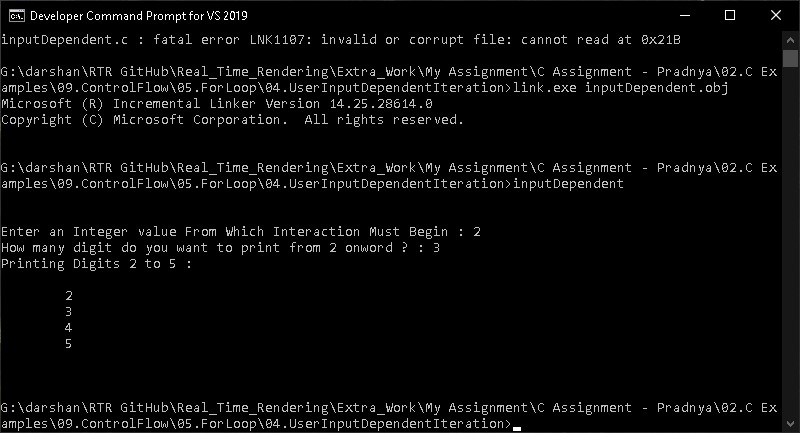 Developer Command Prompt for VS 2019
inputDependent.c : fatal error LNK1107: invalid or corrupt file: cannot read at 0x21B
G:\darshan\RTR GitHub\Real_Time_Rendering\Extra_Work\My Assignment\C Assignment - Pradnya\02.C Ex
amples\09.ControlFlow\05.ForLoop\04.UserInputDependentIteration>link.exe inputDependent.obj
Microsoft (R) Incremental Linker Version 14.25.28614.0
Copyright (C) Microsoft Corporation.  All rights reserved.
G:\darshan\RTR GitHub\Real_Time_Rendering\Extra_Work\My Assignment\C Assignment - Pradnya\02.C Ex
amples\09.ControlFlow\05.ForLoop\04.UserInputDependentIteration>inputDependent
Enter an Integer value From Which Interaction Must Begin : 2
How many digit do you want to print from 2 onword ? : 3
Printing Digits 2 to 5 :
2
3
4
5
G:\darshan\RTR GitHub\Real_Time_Rendering\Extra_Work\My Assignment\C Assignment - Pradnya\02.C Ex
amples\09.ControlFlow\05.ForLoop\04.UserInputDependentIteration>